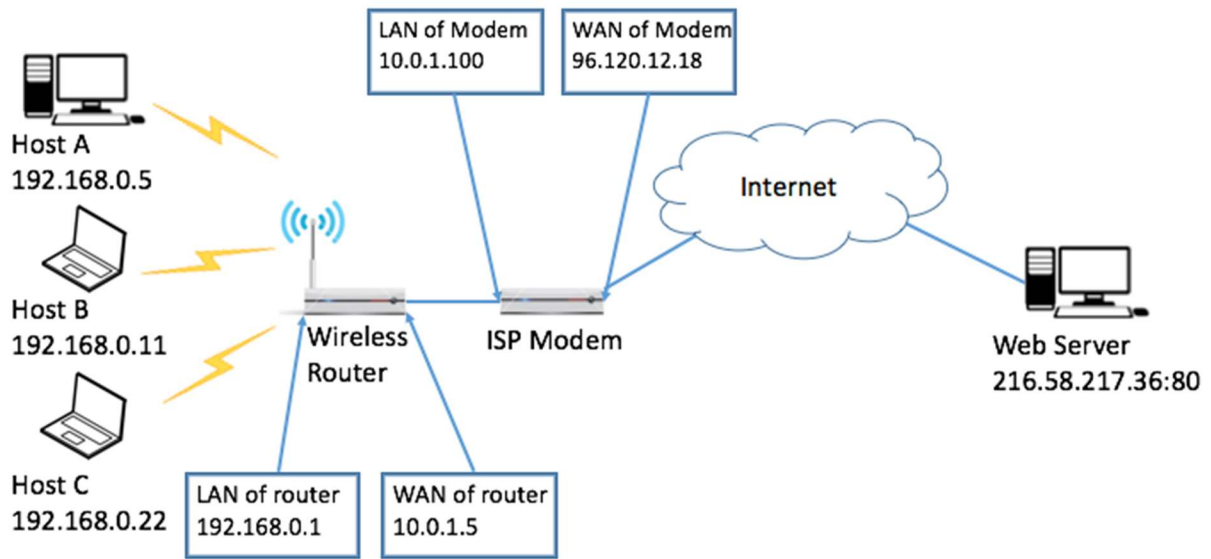 LAN of Modem
10.0.1.100
WAN of Modem
96.120.12.18
Host A
192.168.0.5
Internet
Host B
192.168.0.11
Wireless
Router
ISP Modem
Web Server
216.58.217.36:80
Host C
192.168.0.22
LAN of router
192.168.0.1
WAN of router
10.0.1.5